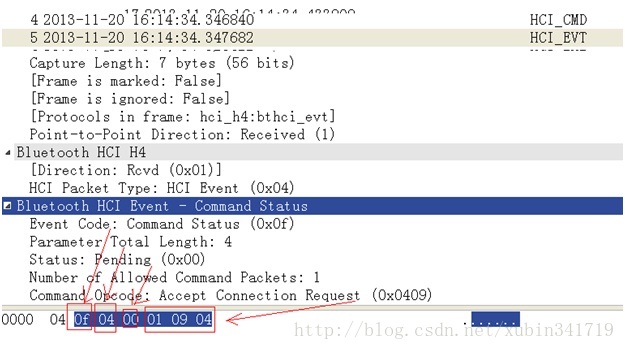 4 2013-11-20 16:14:34.346840 HCI_CMD
5 2013-11-20 16:14:34.347682 HCI_EVT
Capture Length: 7 bytes (56 bits)
[Frame is marked: False]
[Frame is ignored: False]
[Protocols in frame: hci_h4:bthci_evt]
Point-to-Point Direction: Received (1)
Bluetooth HCI H4
[Direction: Rcvd (0x01)]
HCI Packet Type: HCI Event (0x04)
Bluetooth HCI Event - Command Status
Event Code: Command Status (0x0f)
Parameter Total Length: 4
Status: Pending (0x00)
Number of Allowed Command Packets: 1
Command Opcode: Accept Connection Request (0x0409)
0000 04 0f 04 00 01 09 04 . .......
http://blog.csdn.net/xubin341719